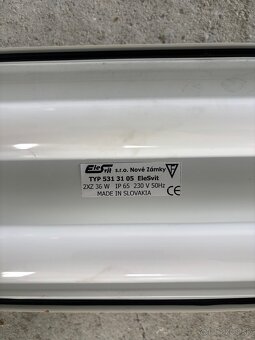 EleSvit s.r.o. Nové Zámky
TYP 531 31 05 EleSvit
2XZ 36 W IP 65 230 V 50Hz
MADE IN SLOVAKIA CE
F